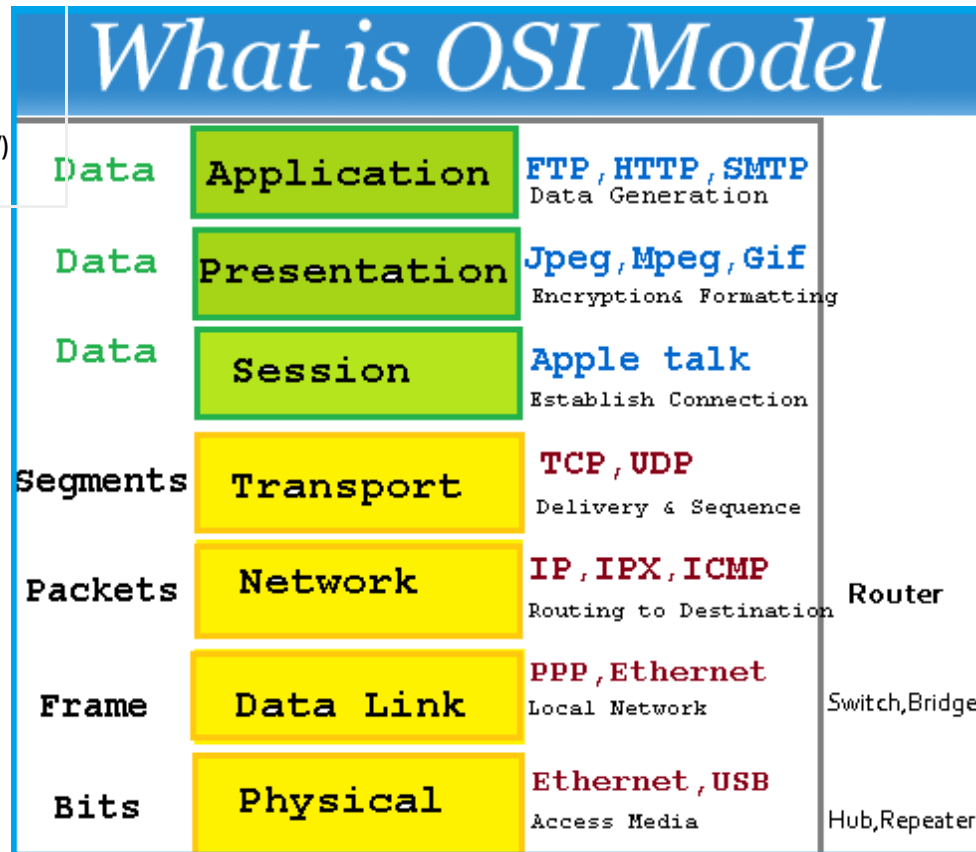 What is OSI Model
)
Data Application FTP,HTTP,SMTP
Data Generation
Data Presentation Jpeg,Mpeg,Gif
Encryption& Formatting
Data Session Apple talk
Establish Connection
Segments Transport TCP,UDP
Delivery & Sequence
Packets Network IP,IPX,ICMP
Routing to Destination Router
Frame Data Link PPP,Ethernet
Local Network Switch,Bridge
Bits Physical Ethernet,USB
Access Media Hub,Repeater